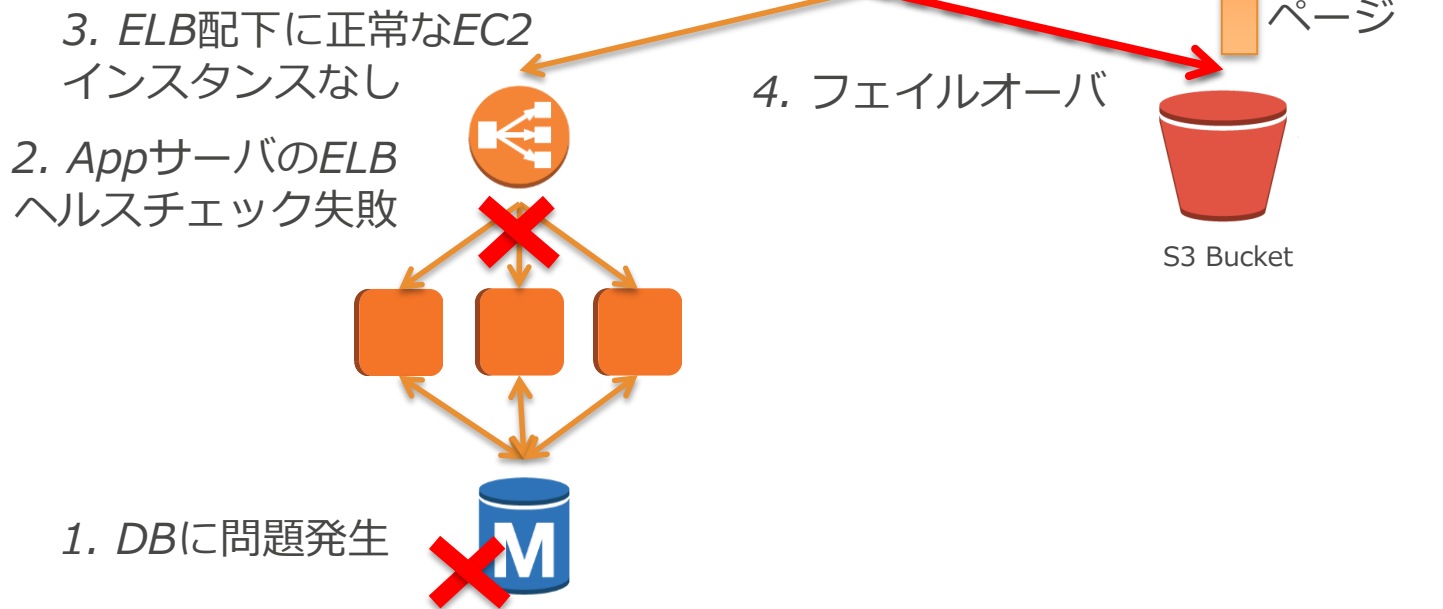 ページ
3. ELB配下に正常なEC2
インスタンスなし
4. フェイルオーバ
2. AppサーバのELB
ヘルスチェック失敗
S3 Bucket
1. DBに問題発生
M